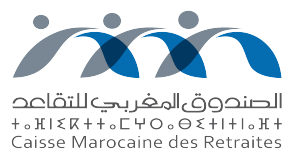 الصندوق المغربي للتقاعد
Caisse Marocaine des Retraites